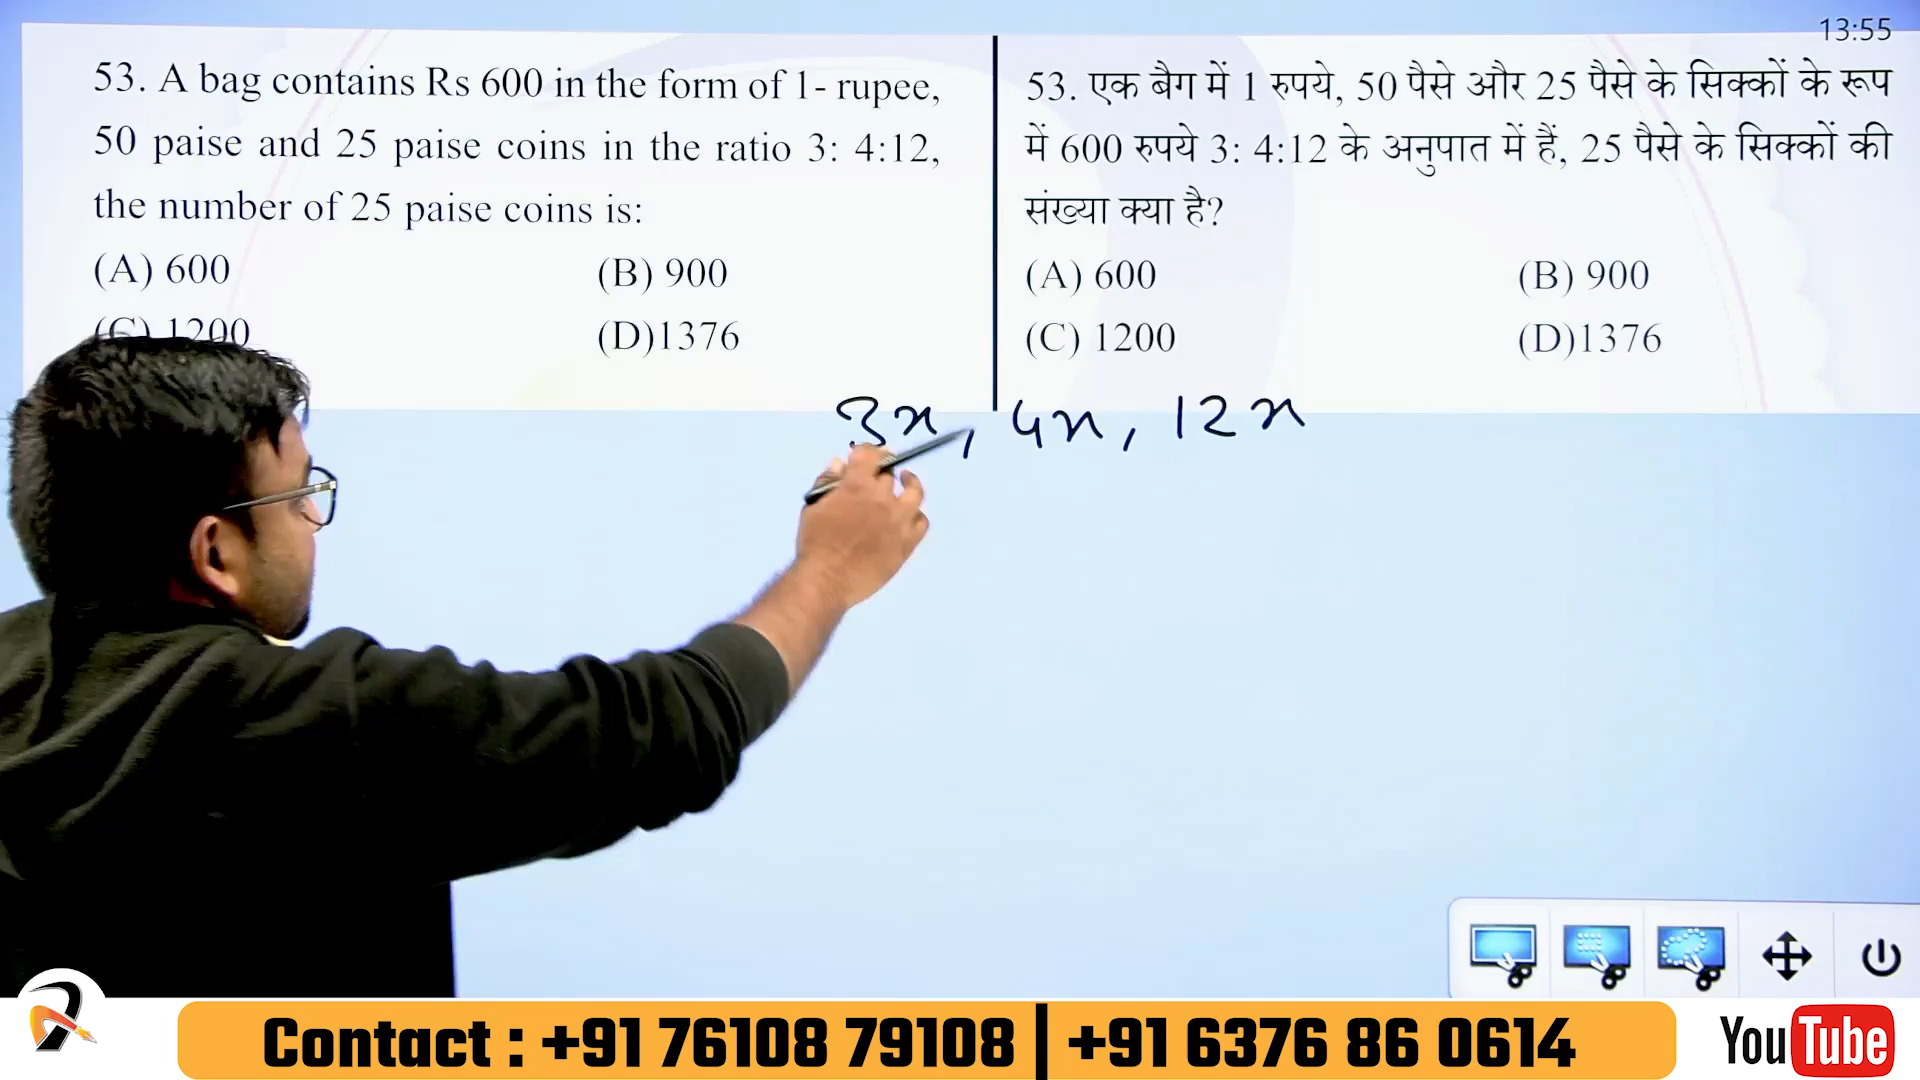 13:55
53. A bag contains Rs 600 in the form of 1- rupee,
50 paise and 25 paise coins in the ratio 3: 4:12,
the number of 25 paise coins is:
(A) 600 (B) 900
(C) 1200 (D)1376
53. एक बैग में 1 रुपये, 50 पैसे और 25 पैसे के सिक्कों के रूप
में 600 रुपये 3: 4:12 के अनुपात में हैं, 25 पैसे के सिक्कों की
संख्या क्या है?
(A) 600 (B) 900
(C) 1200 (D)1376
3x, 4x, 12x
Contact : +91 76108 79108 | +91 6376 86 0614
YouTube